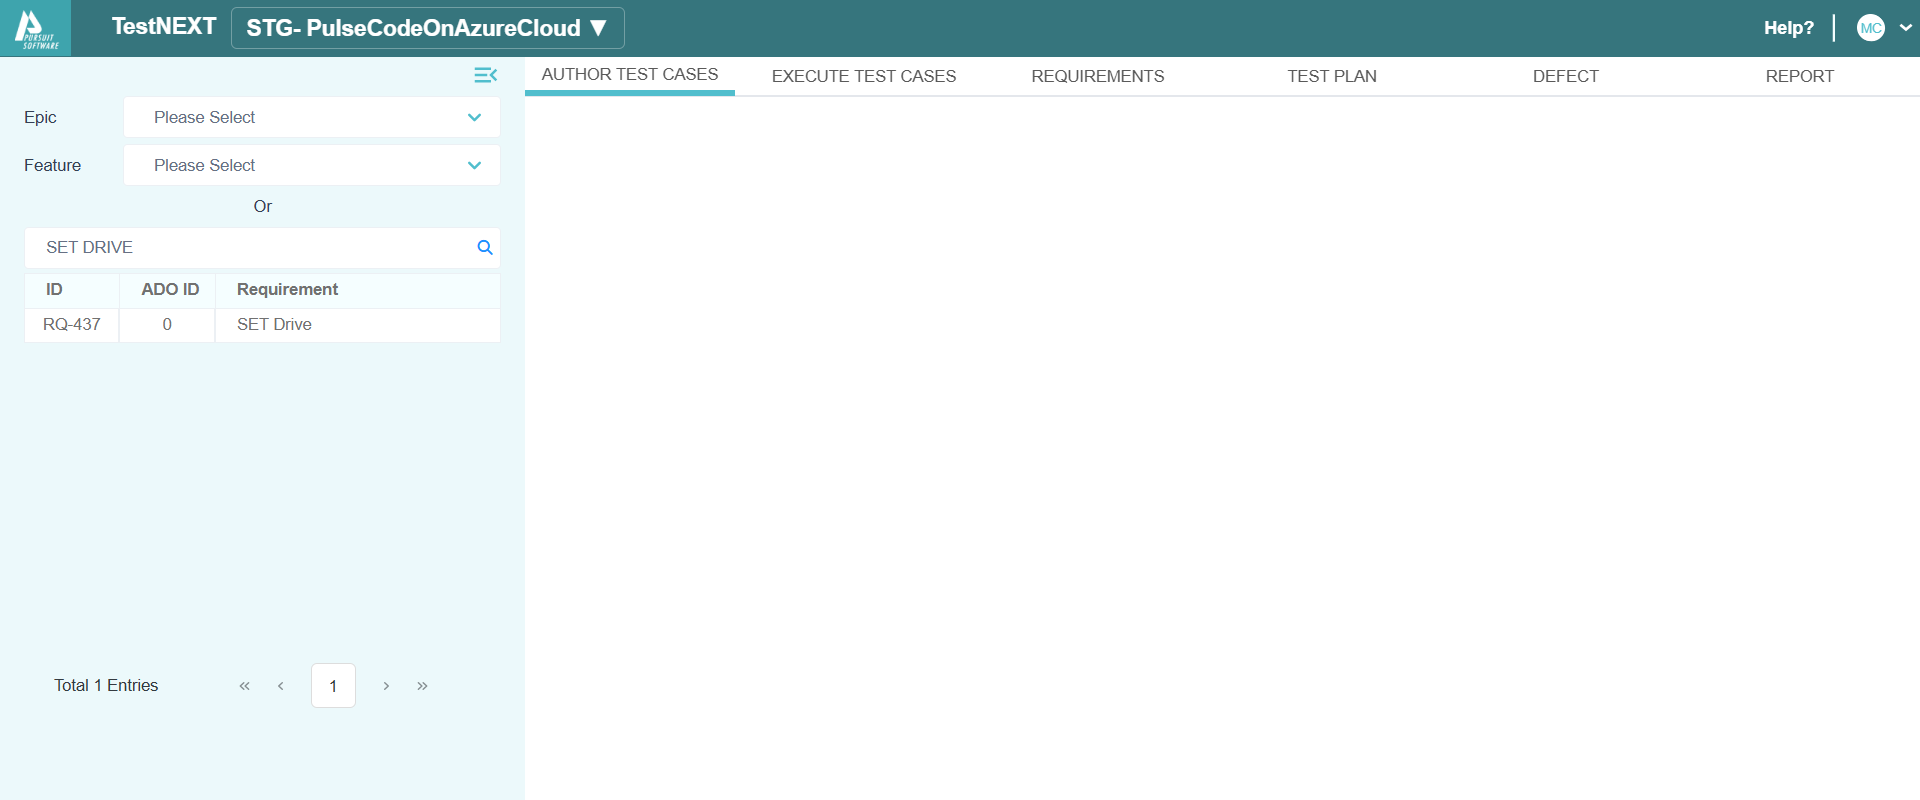 PURSUIT
SOFTWARE
TestNEXT
STG- PulseCodeOnAzureCloud ▼
Help?
MC
AUTHOR TEST CASES
EXECUTE TEST CASES
REQUIREMENTS
TEST PLAN
DEFECT
REPORT
Epic
Please Select
Feature
Please Select
Or
SET DRIVE
ID ADO ID Requirement
RQ-437 0 SET Drive
Total 1 Entries
« ‹ 1 › »